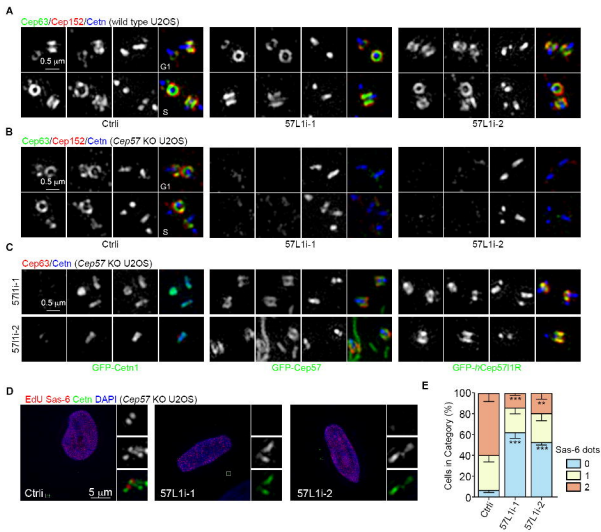 A
Cep63/Cep152/Cetn (wild type U2OS)
0.5 μm
G1
S
Ctrli
57L1i-1
57L1i-2
B
Cep63/Cep152/Cetn (Cep57 KO U2OS)
0.5 μm
G1
S
Ctrli
57L1i-1
57L1i-2
C
Cep63/Cetn (Cep57 KO U2OS)
57l1i-1
0.5 μm
57l1i-2
GFP-Cetn1
GFP-Cep57
GFP-hCep57l1R
D
EdU Sas-6 Cetn DAPI (Cep57 KO U2OS)
Ctrli
5 μm
57L1i-1
57L1i-2
E
Cells in Category (%)
100
80
60
40
20
0
***
**
***
***
Sas-6 dots
0
1
2
Ctrli
57L1i-1
57L1i-2